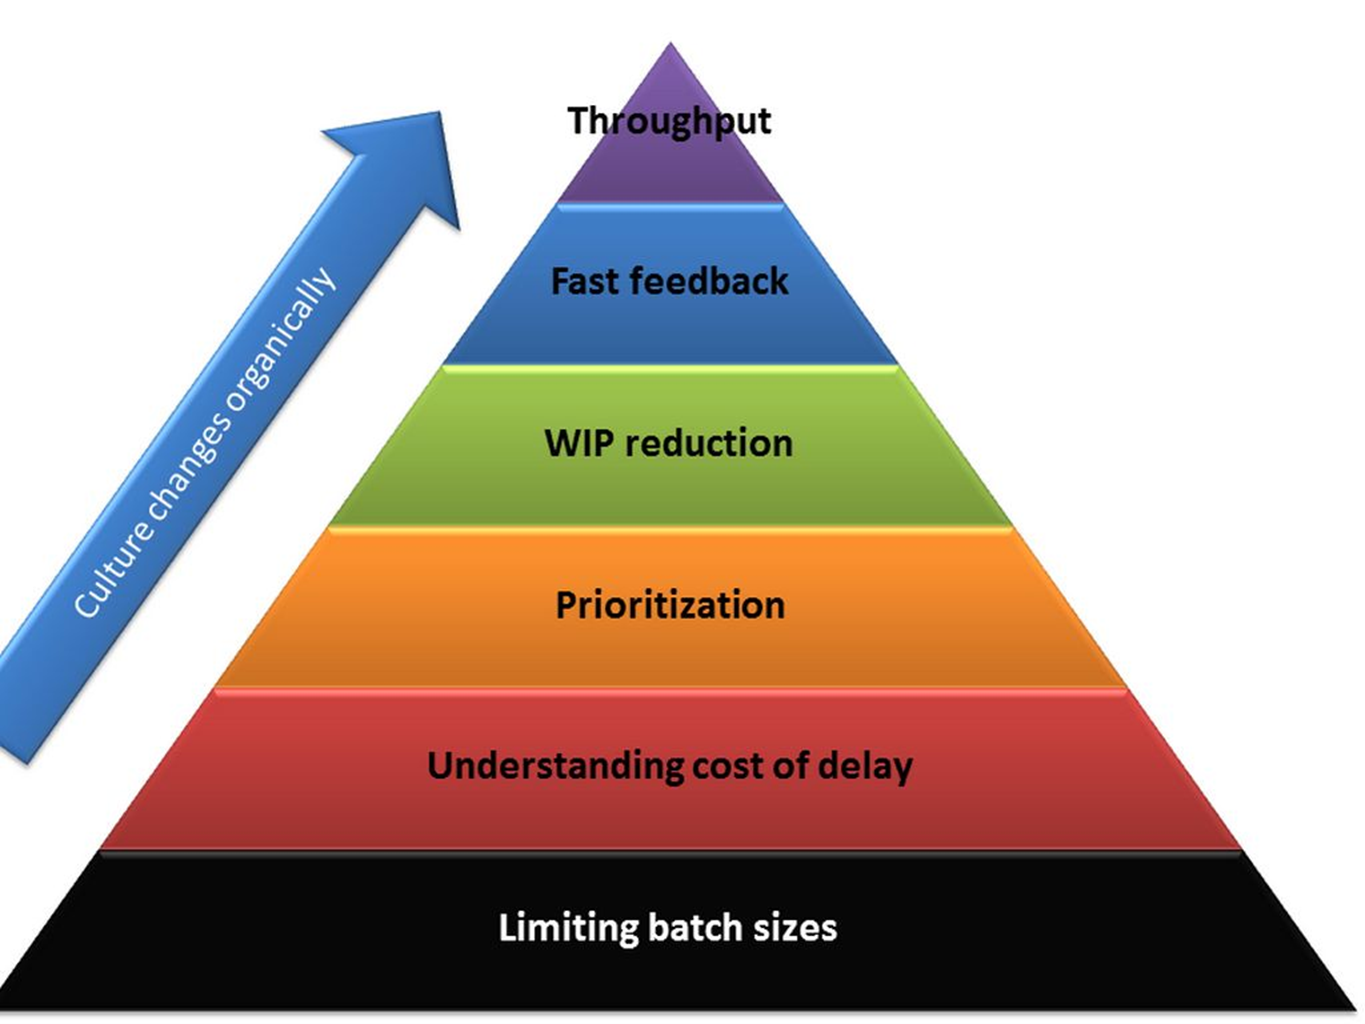 Throughput
Fast feedback
WIP reduction
Prioritization
Understanding cost of delay
Limiting batch sizes
Culture changes organically